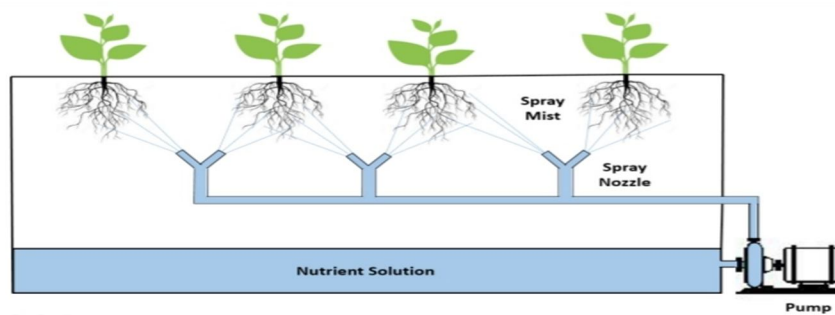 Spray
Mist
Spray
Nozzle
Nutrient Solution
Pump